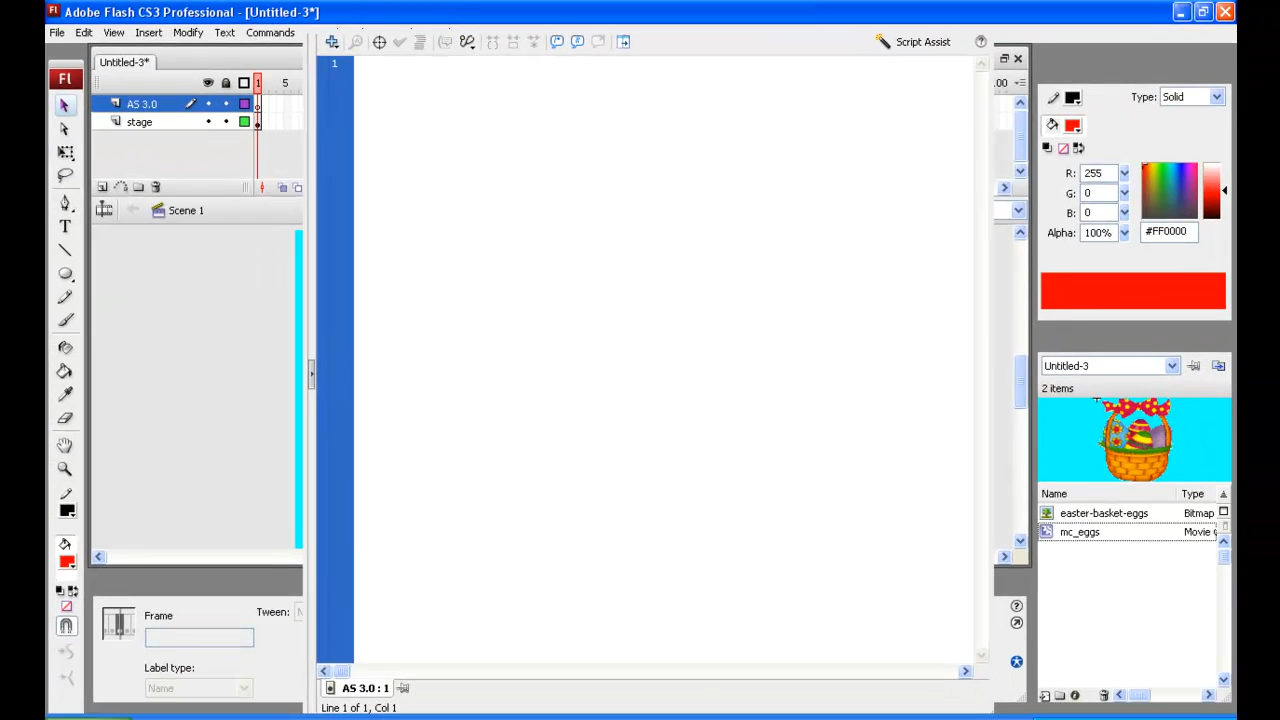 Adobe Flash CS3 Professional - [Untitled-3*]
File Edit View Insert Modify Text Commands
Script Assist
Untitled-3*
1 5
AS 3.0
stage
Scene 1
1
.00
Type: Solid
R: 255
G: 0
B: 0
Alpha: 100% #FF0000
Untitled-3
2 items
Name Type
easter-basket-eggs Bitmap
mc_eggs Movie
Frame
Tween:
Label type:
Name
AS 3.0 : 1
Line 1 of 1, Col 1
Fl